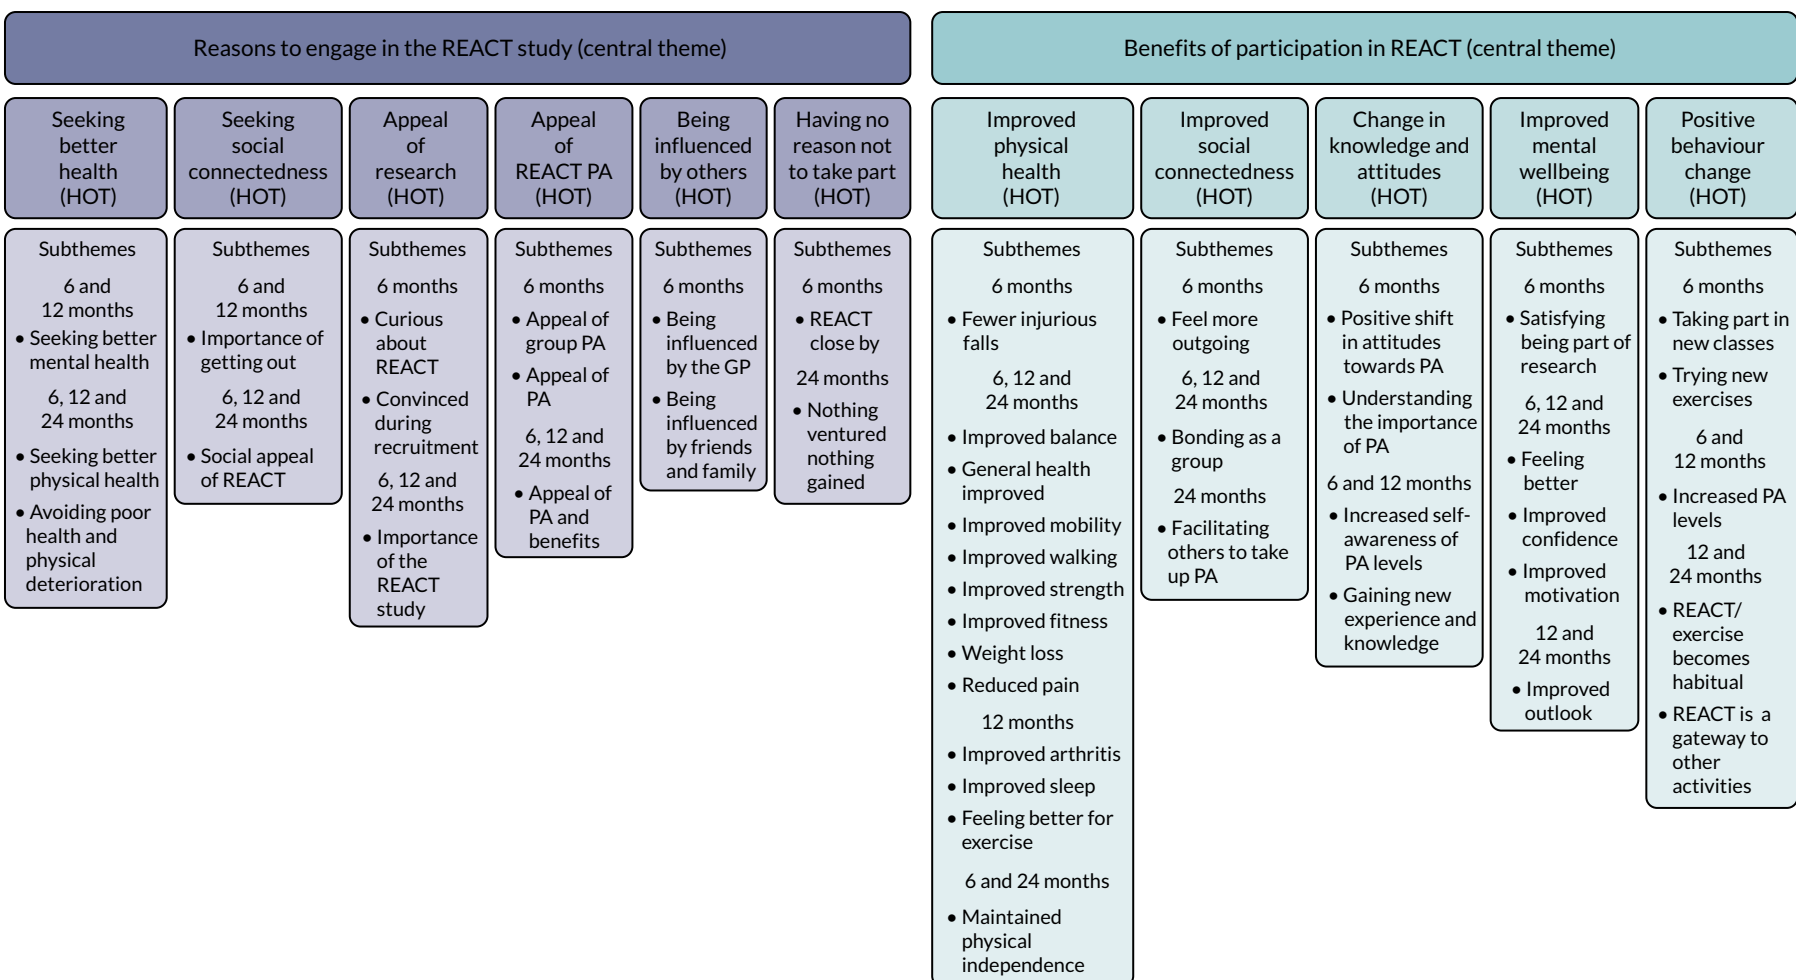 Reasons to engage in the REACT study (central theme)
Seeking
better
health
(HOT)
Subthemes
6 and
12 months
• Seeking better
mental health
6, 12 and
24 months
• Seeking better
physical health
• Avoiding poor
health and
physical
deterioration
Seeking
social
connectedness
(HOT)
Subthemes
6 and
12 months
• Importance of
getting out
6, 12 and
24 months
• Social appeal
of REACT
Appeal
of
research
(HOT)
Subthemes
6 months
• Curious
about
REACT
• Convinced
during
recruitment
6, 12 and
24 months
• Importance
of the
REACT
study
Appeal
of
REACT PA
(HOT)
Subthemes
6 months
• Appeal of
group PA
• Appeal of
PA
6, 12 and
24 months
• Appeal of
PA and
benefits
Being
influenced
by others
(HOT)
Subthemes
6 months
• Being
influenced
by the GP
• Being
influenced
by friends
and family
Having no
reason not
to take part
(HOT)
Subthemes
6 months
• REACT
close by
24 months
• Nothing
ventured
nothing
gained
Benefits of participation in REACT (central theme)
Improved
physical
health
(HOT)
Subthemes
6 months
• Fewer injurious
falls
6, 12 and
24 months
• Improved balance
• General health
improved
• Improved mobility
• Improved walking
• Improved strength
• Improved fitness
• Weight loss
• Reduced pain
12 months
• Improved arthritis
• Improved sleep
• Feeling better for
exercise
6 and 24 months
• Maintained
physical
independence
Improved
social
connectedness
(HOT)
Subthemes
6 months
• Feel more
outgoing
6, 12 and
24 months
• Bonding as a
group
24 months
• Facilitating
others to take
up PA
Change in
knowledge and
attitudes
(HOT)
Subthemes
6 months
• Positive shift
in attitudes
towards PA
• Understanding
the importance
of PA
6 and 12 months
• Increased self-
awareness of
PA levels
• Gaining new
experience and
knowledge
Improved
mental
wellbeing
(HOT)
Subthemes
6 months
• Satisfying
being part of
research
6, 12 and
24 months
• Feeling
better
• Improved
confidence
• Improved
motivation
12 and
24 months
• Improved
outlook
Positive
behaviour
change
(HOT)
Subthemes
6 months
• Taking part in
new classes
• Trying new
exercises
6 and
12 months
• Increased PA
levels
12 and
24 months
• REACT/
exercise
becomes
habitual
• REACT is a
gateway to
other
activities